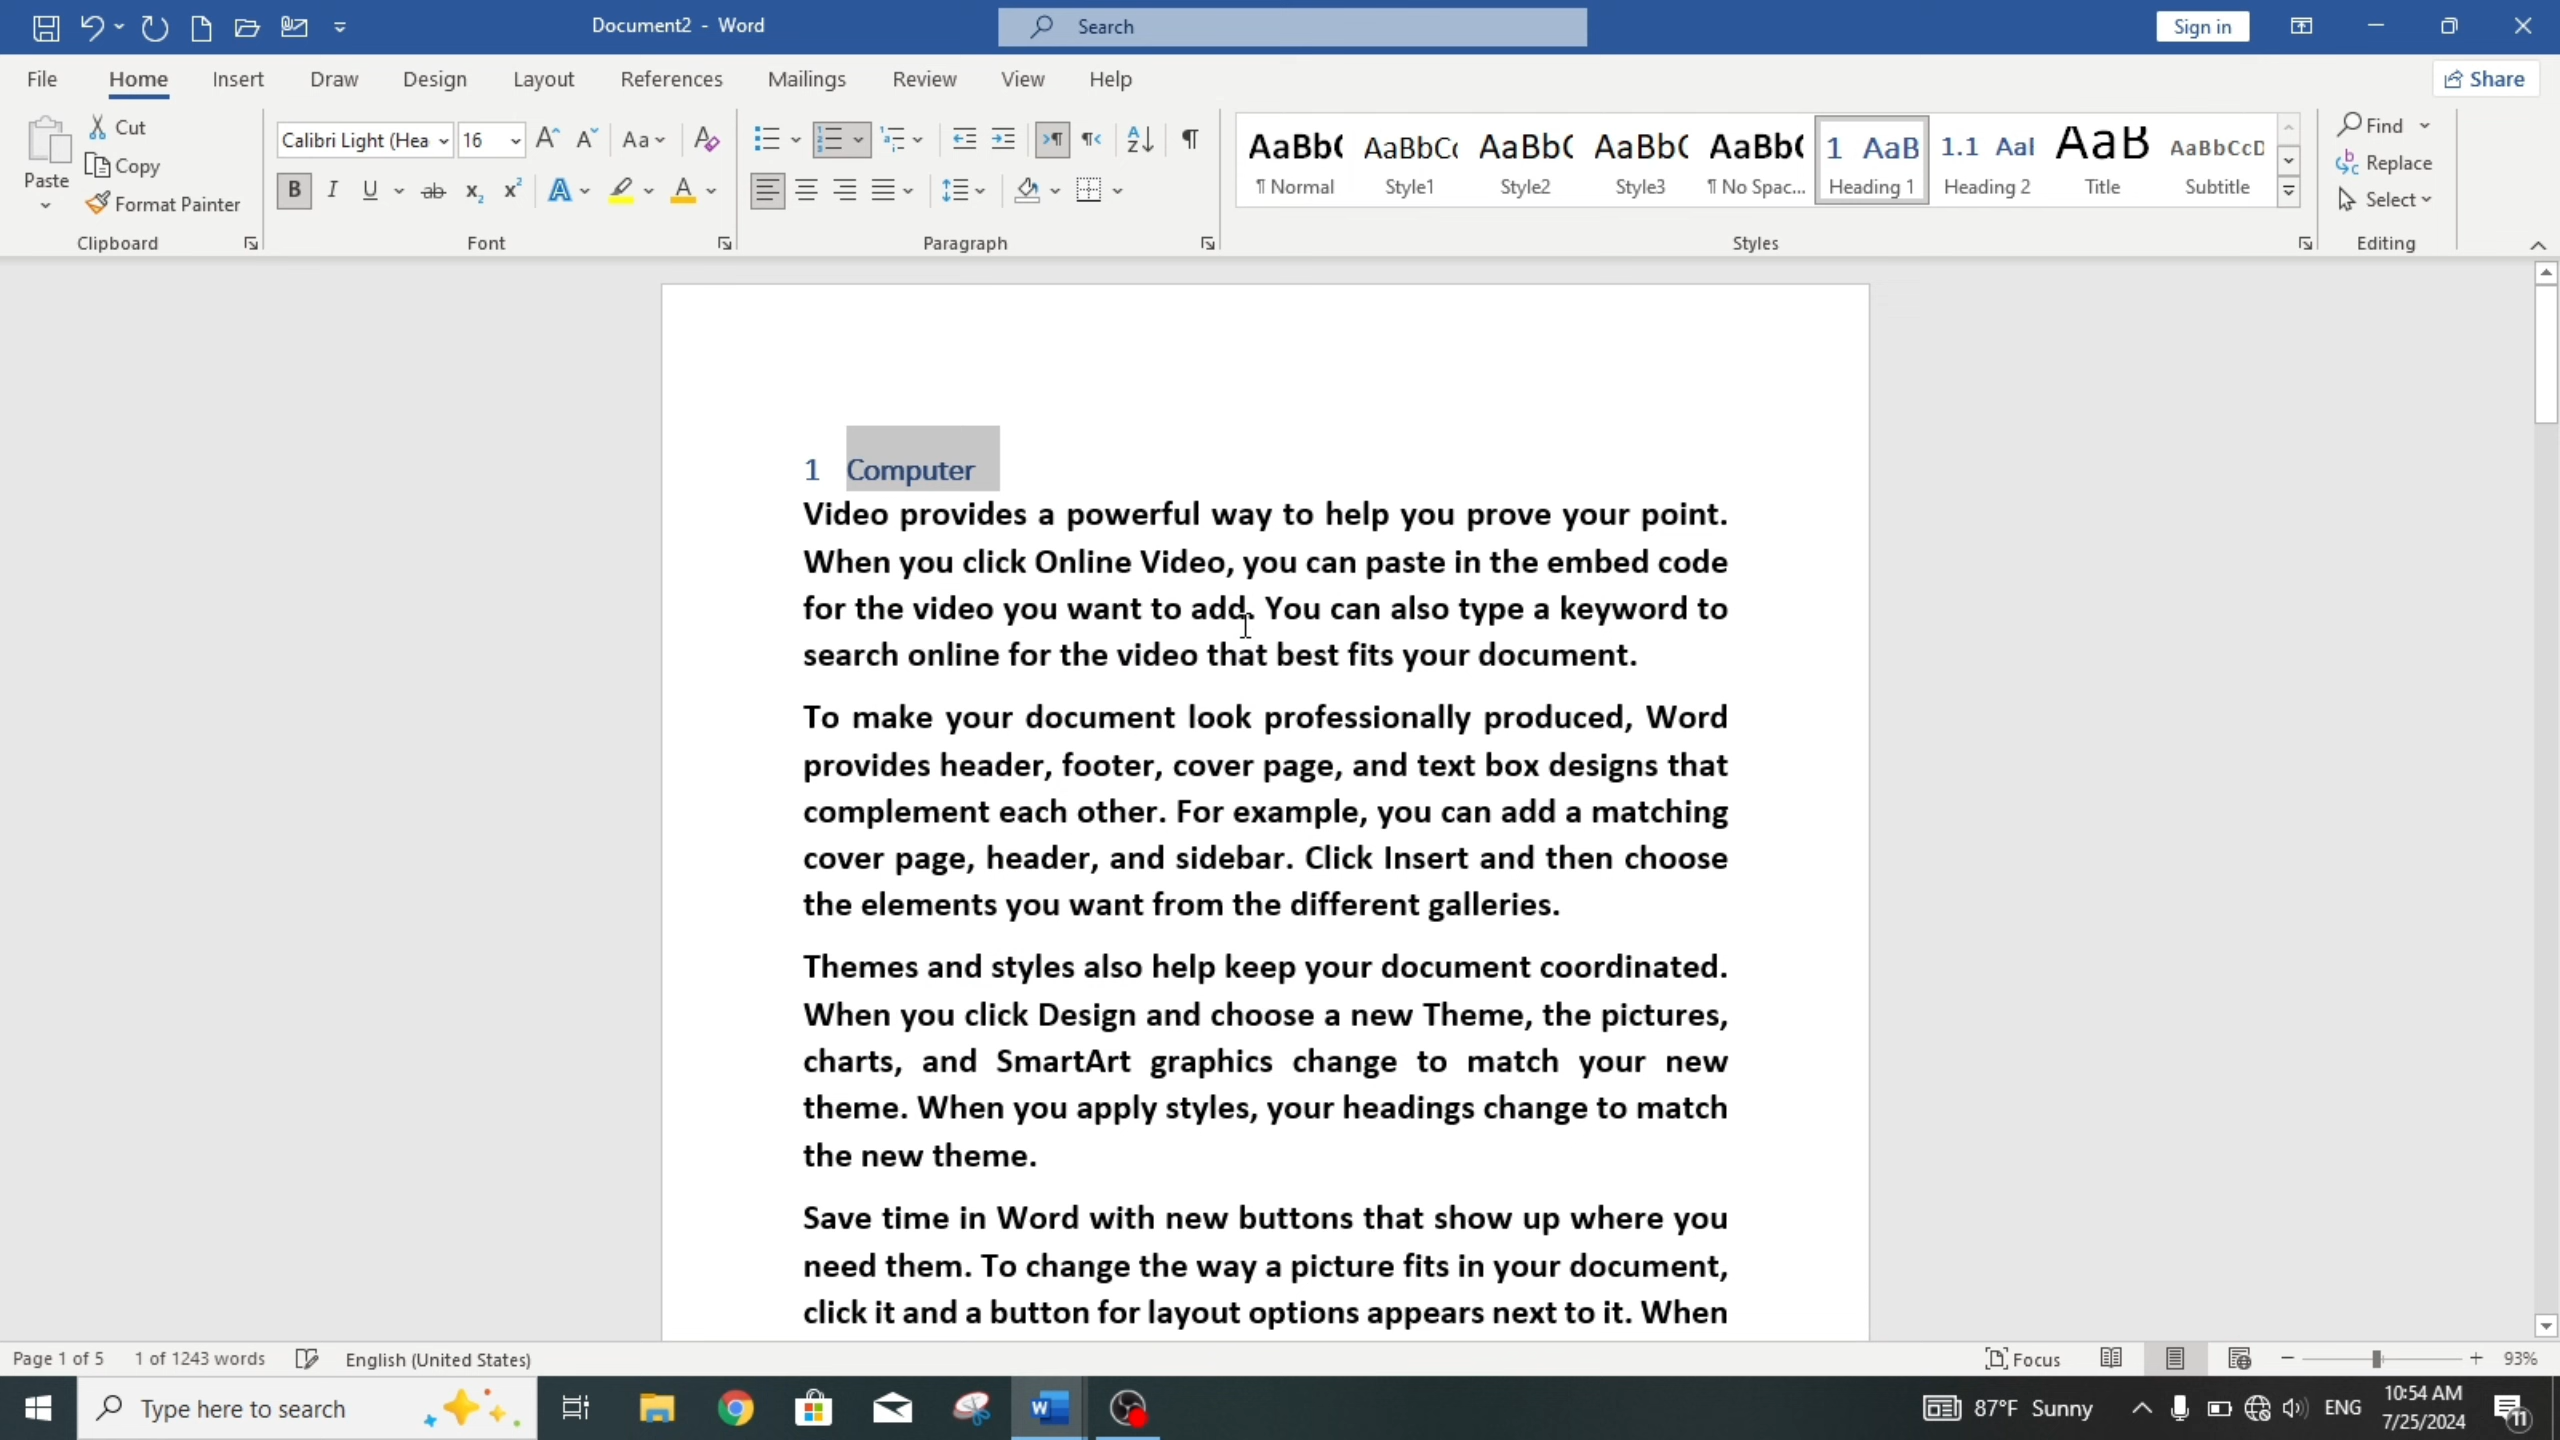 Document2 - Word
Search
Sign in
File Home Insert Draw Design Layout References Mailings Review View Help
Share
Paste
Cut
Copy
Format Painter
Clipboard
Calibri Light (Hea 16
Font
Paragraph
AaBb( AaBbC( AaBb( AaBb( AaBb( 1 AaB 1.1 Aal AaB AaBbCcD
¶ Normal Style1 Style2 Style3 ¶ No Spac... Heading 1 Heading 2 Title Subtitle
Styles
Find
Replace
Select
Editing
1 Computer
Video provides a powerful way to help you prove your point.
When you click Online Video, you can paste in the embed code
for the video you want to add. You can also type a keyword to
search online for the video that best fits your document.
To make your document look professionally produced, Word
provides header, footer, cover page, and text box designs that
complement each other. For example, you can add a matching
cover page, header, and sidebar. Click Insert and then choose
the elements you want from the different galleries.
Themes and styles also help keep your document coordinated.
When you click Design and choose a new Theme, the pictures,
charts, and SmartArt graphics change to match your new
theme. When you apply styles, your headings change to match
the new theme.
Save time in Word with new buttons that show up where you
need them. To change the way a picture fits in your document,
click it and a button for layout options appears next to it. When
Page 1 of 5 1 of 1243 words English (United States) Focus 93%
Type here to search
87°F Sunny
ENG
10:54 AM
7/25/2024
11